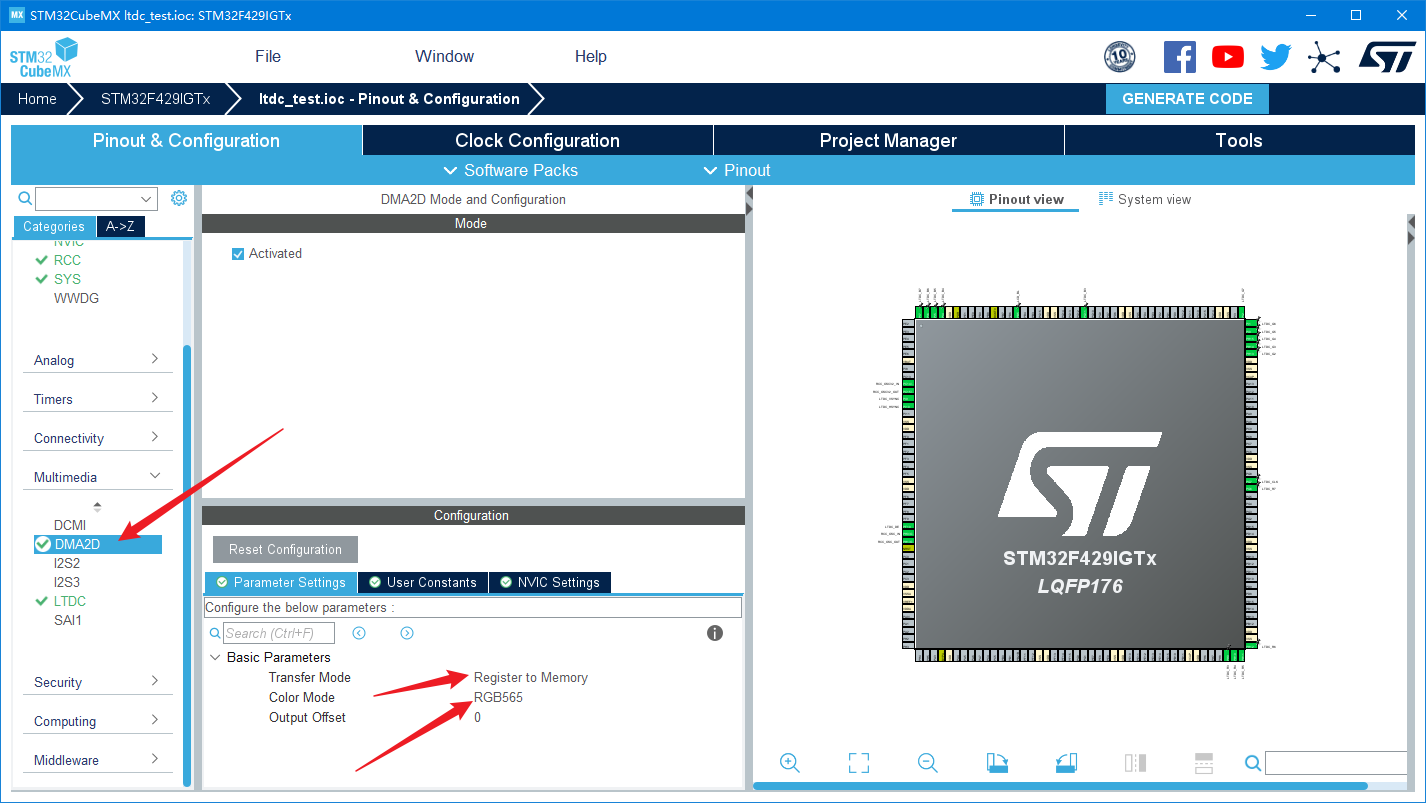 MX STM32CubeMX ltdc_test.ioc: STM32F429IGTx
STM32
CubeMX
File
Window
Help
10
Home
STM32F429IGTx
ltdc_test.ioc - Pinout & Configuration
GENERATE CODE
Pinout & Configuration
Clock Configuration
Project Manager
Tools
Software Packs
Pinout
Categories
A->Z
NVIC
RCC
SYS
WWDG
Analog
Timers
Connectivity
Multimedia
DCMI
DMA2D
I2S2
I2S3
LTDC
SAI1
Security
Computing
Middleware
DMA2D Mode and Configuration
Mode
Activated
Configuration
Reset Configuration
Parameter Settings
User Constants
NVIC Settings
Configure the below parameters :
Search (Ctrl+F)
Basic Parameters
Transfer Mode Register to Memory
Color Mode RGB565
Output Offset 0
Pinout view
System view
STM32F429IGTx
LQFP176